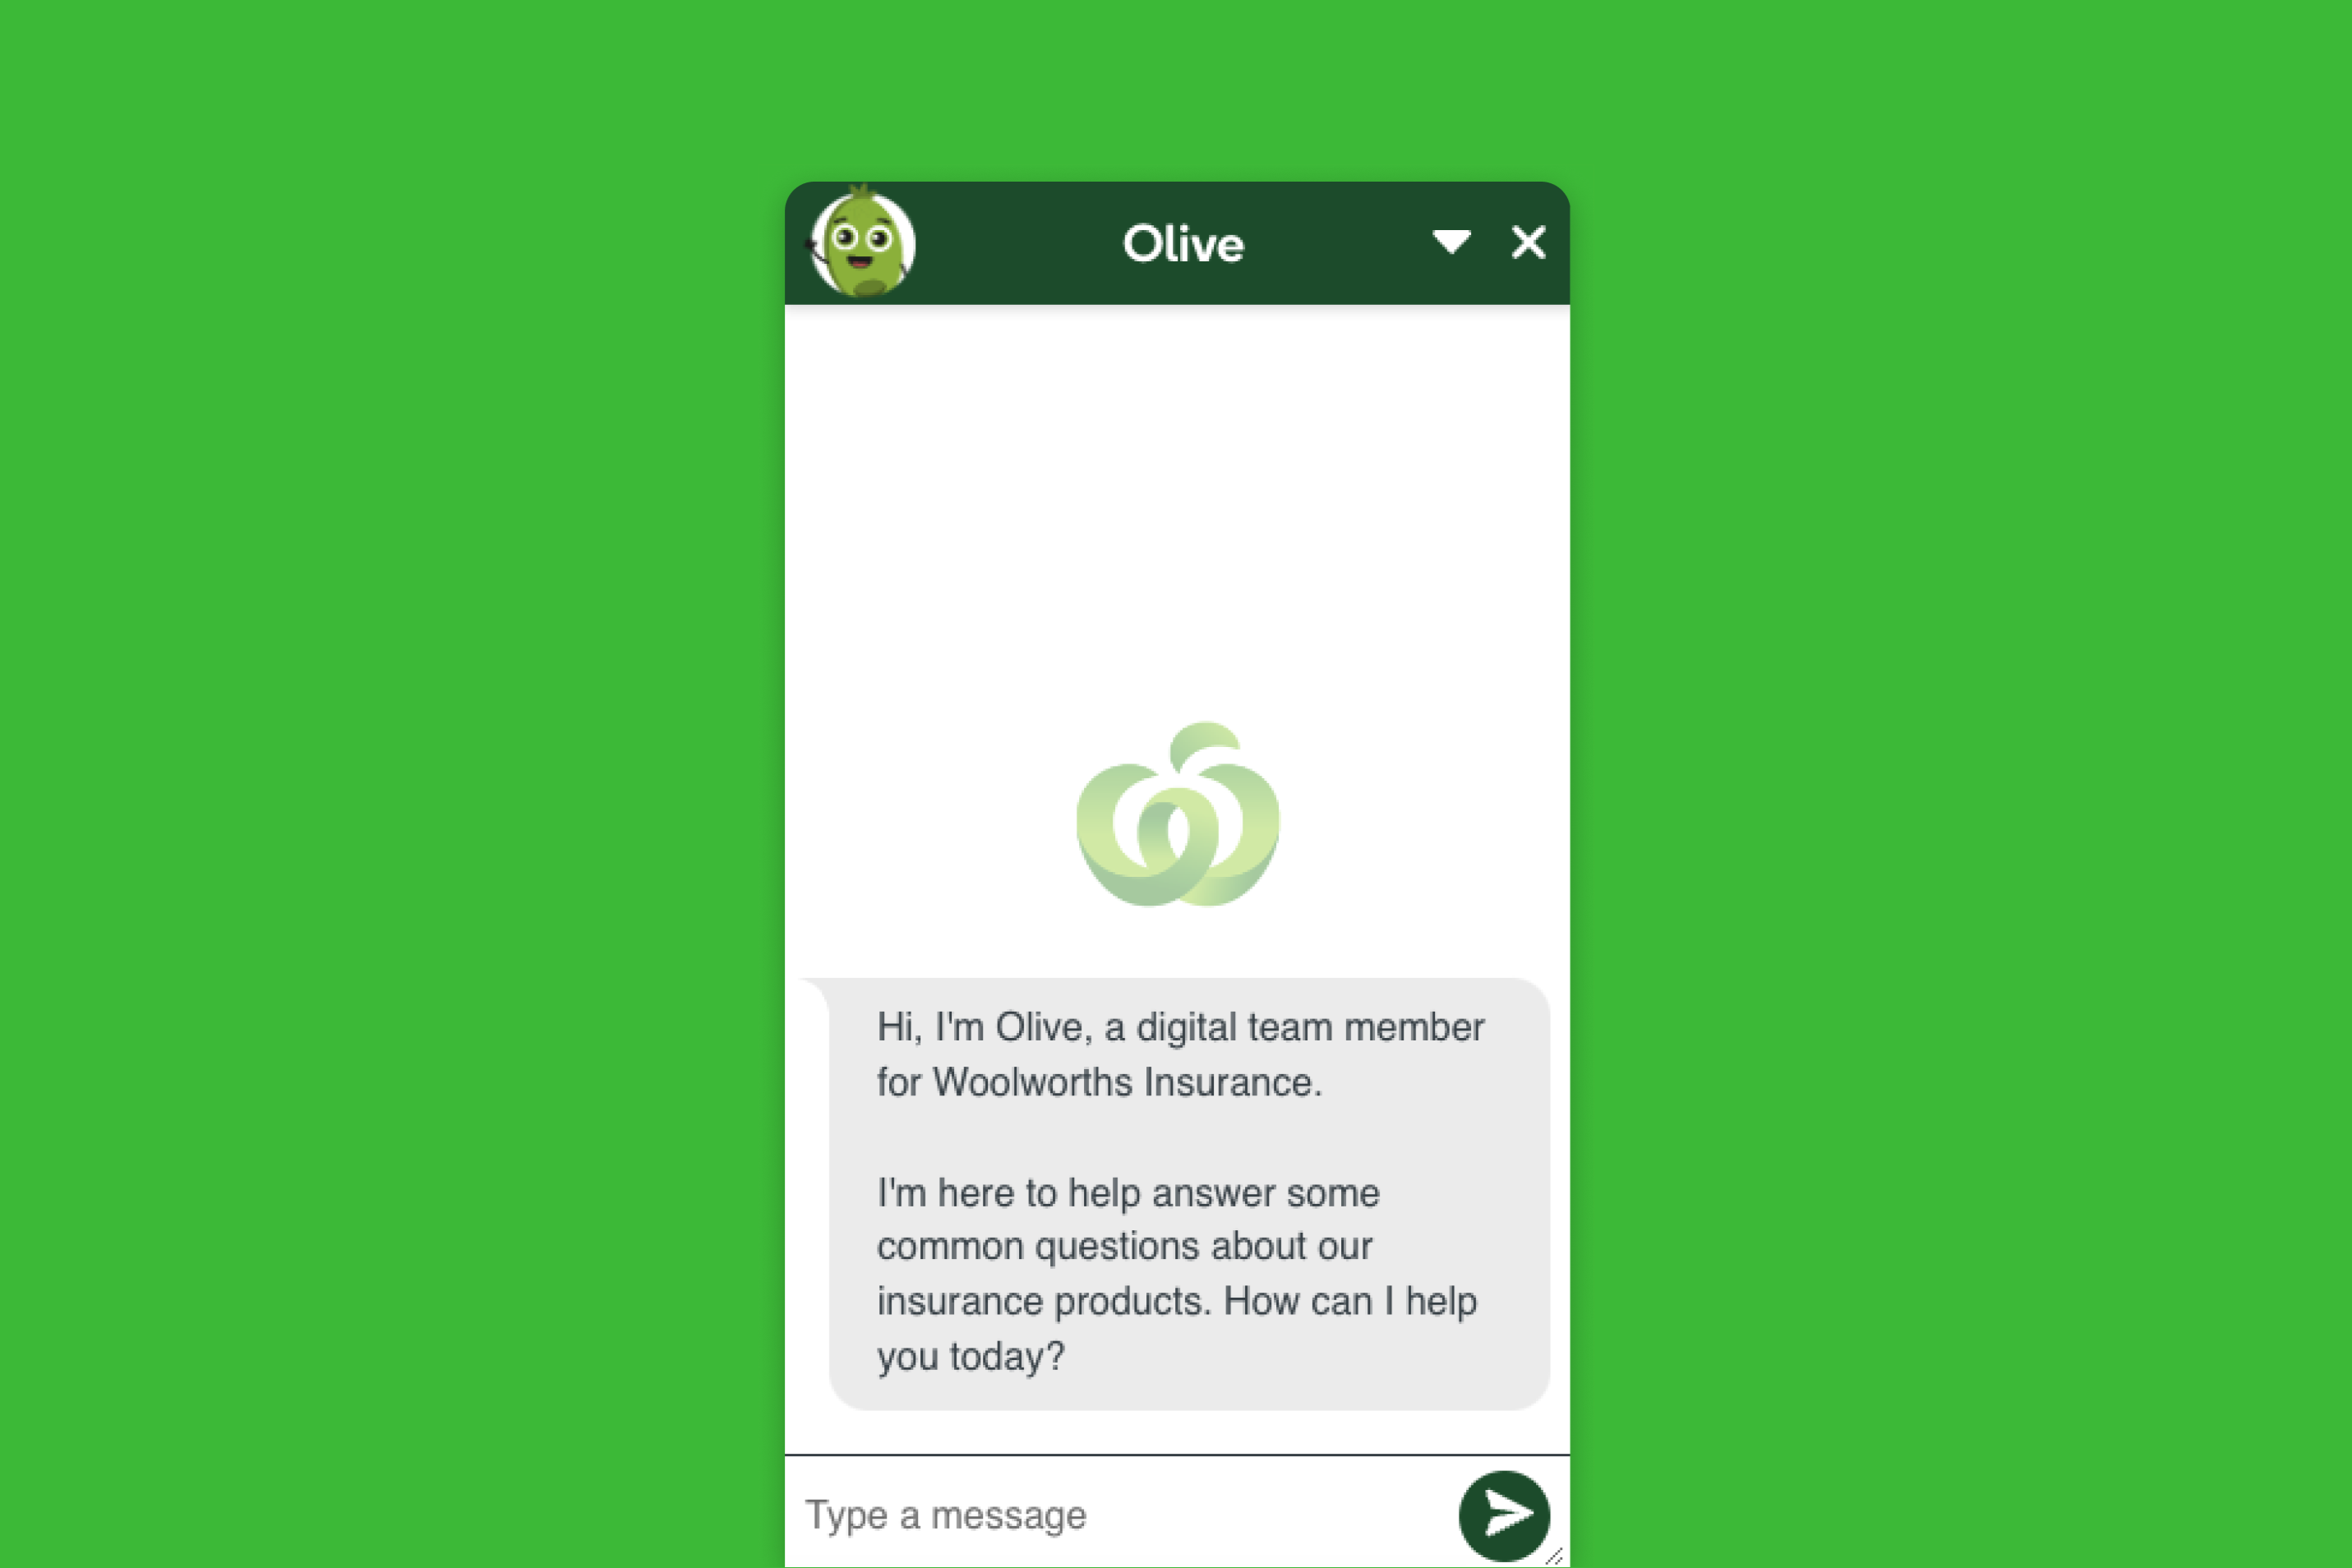 Olive
Hi, I'm Olive, a digital team member
for Woolworths Insurance.
I'm here to help answer some
common questions about our
insurance products. How can I help
you today?
Type a message